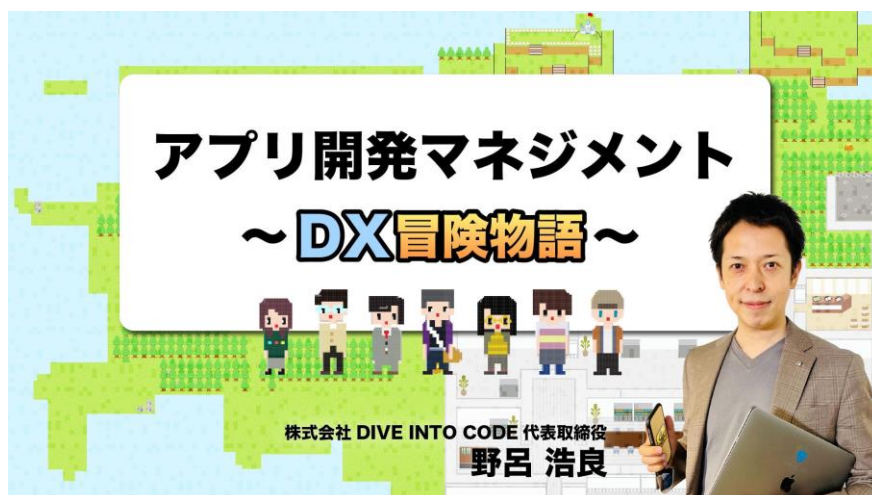 アプリ開発マネジメント
～DX冒険物語～
株式会社 DIVE INTO CODE 代表取締役
野呂 浩良